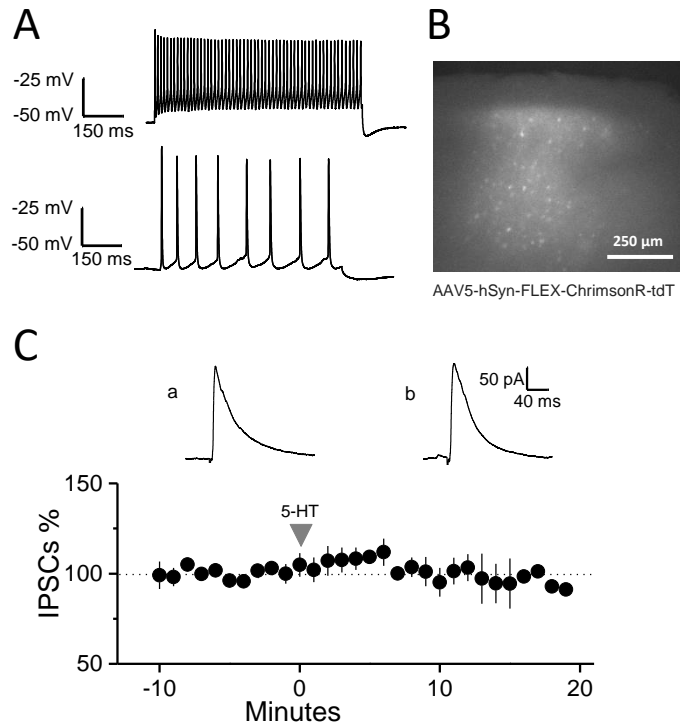 A
-25 mV
-50 mV
150 ms
-25 mV
-50 mV
150 ms
B
250 µm
AAV5-hSyn-FLEX-ChrimsonR-tdT
C
a
b
50 pA
40 ms
150
100
50
IPSCs %
5-HT
-10
0
10
20
Minutes